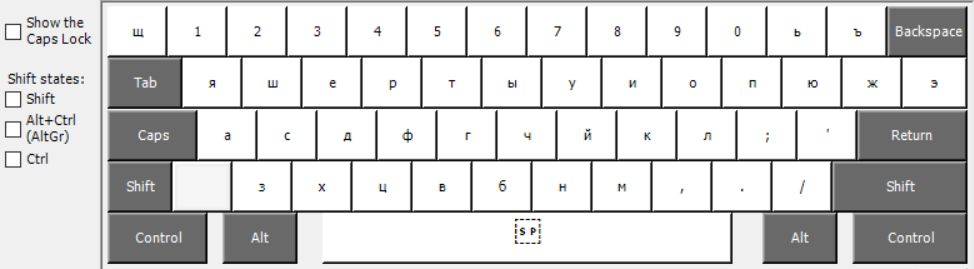 Show the
Caps Lock
Shift states:
Shift
Alt+Ctrl
(AltGr)
Ctrl
щ 1 2 3 4 5 6 7 8 9 0 ь ъ Backspace
Tab я ш е р т ы у и о п ю ж э
Caps а с д ф г ч й к л ; ' Return
Shift з х ц в б н м , . / Shift
Control Alt SP Alt Control